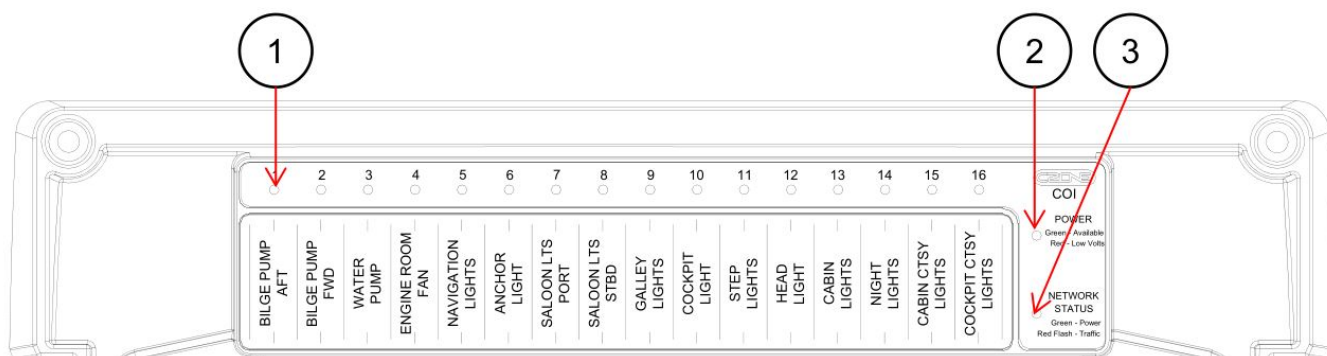 1
2
3
1 2 3 4 5 6 7 8 9 10 11 12 13 14 15 16
CZONE
COI
POWER
Green - Available
Red - Low Volts
BILGE PUMP
AFT
BILGE PUMP
FWD
WATER
PUMP
ENGINE ROOM
FAN
NAVIGATION
LIGHTS
ANCHOR
LIGHT
SALOON LTS
PORT
SALOON LTS
STBD
GALLEY
LIGHTS
COCKPIT
LIGHT
STEP
LIGHTS
HEAD
LIGHT
CABIN
LIGHTS
NIGHT
LIGHTS
CABIN CTSY
LIGHTS
COCKPIT CTSY
LIGHTS
NETWORK
STATUS
Green - Power
Red Flash - Traffic